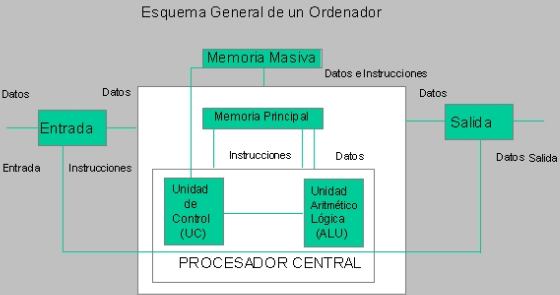 Esquema General de un Ordenador
Memoria Masiva
Datos e Instrucciones
Datos
Datos
Datos
Entrada
Memoria Principal
Salida
Instrucciones
Datos
Datos Salida
Entrada
Instrucciones
Unidad
de
Control
(UC)
Unidad
Aritmético
Lógica
(ALU)
PROCESADOR CENTRAL